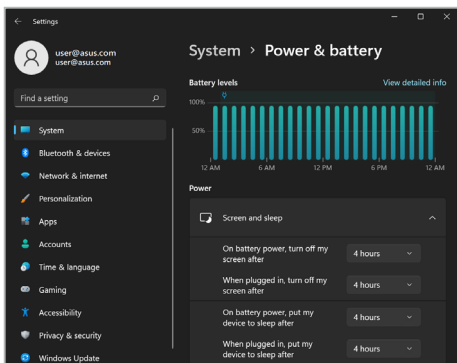 Settings
user@asus.com
user@asus.com
Find a setting
System
Bluetooth & devices
Network & internet
Personalization
Apps
Accounts
Time & language
Gaming
Accessibility
Privacy & security
Windows Update
System > Power & battery
Battery levels
View detailed info
100%
50%
12 AM 6 AM 12 PM 6 PM 12 AM
Power
Screen and sleep
On battery power, turn off my
screen after
4 hours
When plugged in, turn off my
screen after
4 hours
On battery power, put my
device to sleep after
4 hours
When plugged in, put my
device to sleep after
4 hours